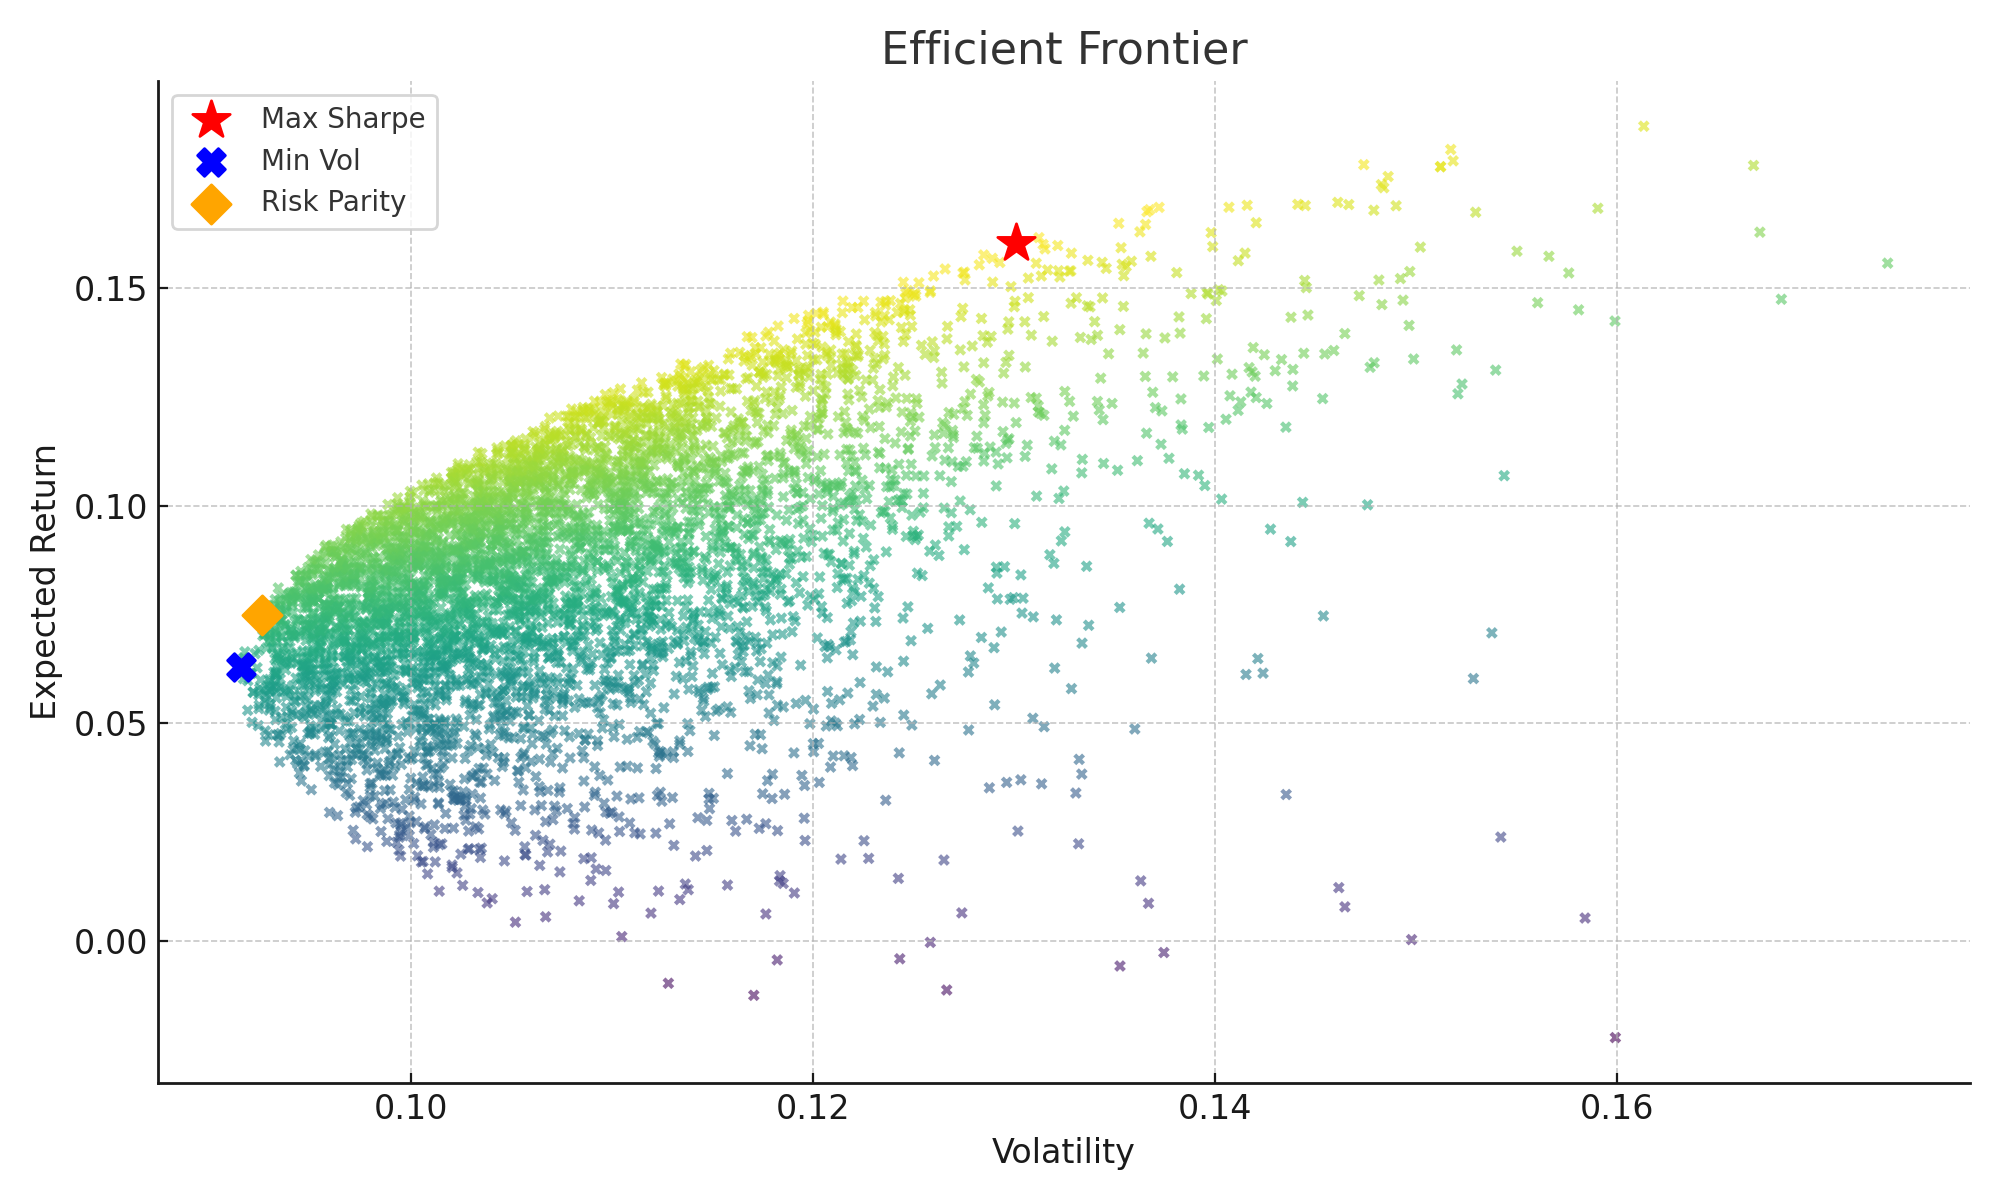 Efficient Frontier
Max Sharpe
Min Vol
Risk Parity
Expected Return
0.15
0.10
0.05
0.00
0.10 0.12 0.14 0.16
Volatility